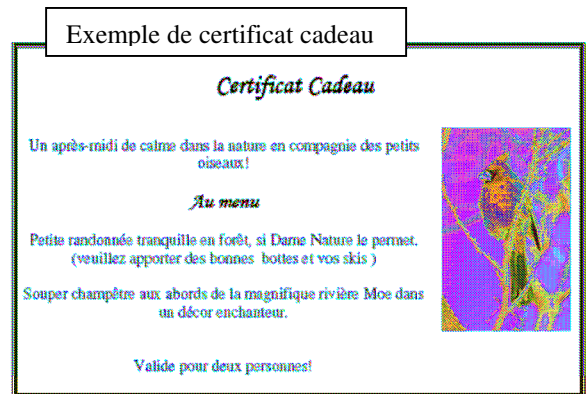 Exemple de certificat cadeau
Certificat Cadeau
Un après-midi de calme dans la nature en compagnie des petits
oiseaux!
Au menu
Petite randonnée tranquille en forêt, si Dame Nature le permet.
(veuillez apporter des bonnes bottes et vos skis )
Souper champêtre aux abords de la magnifique rivière Moe dans
un décor enchanteur.
Valide pour deux personnes!